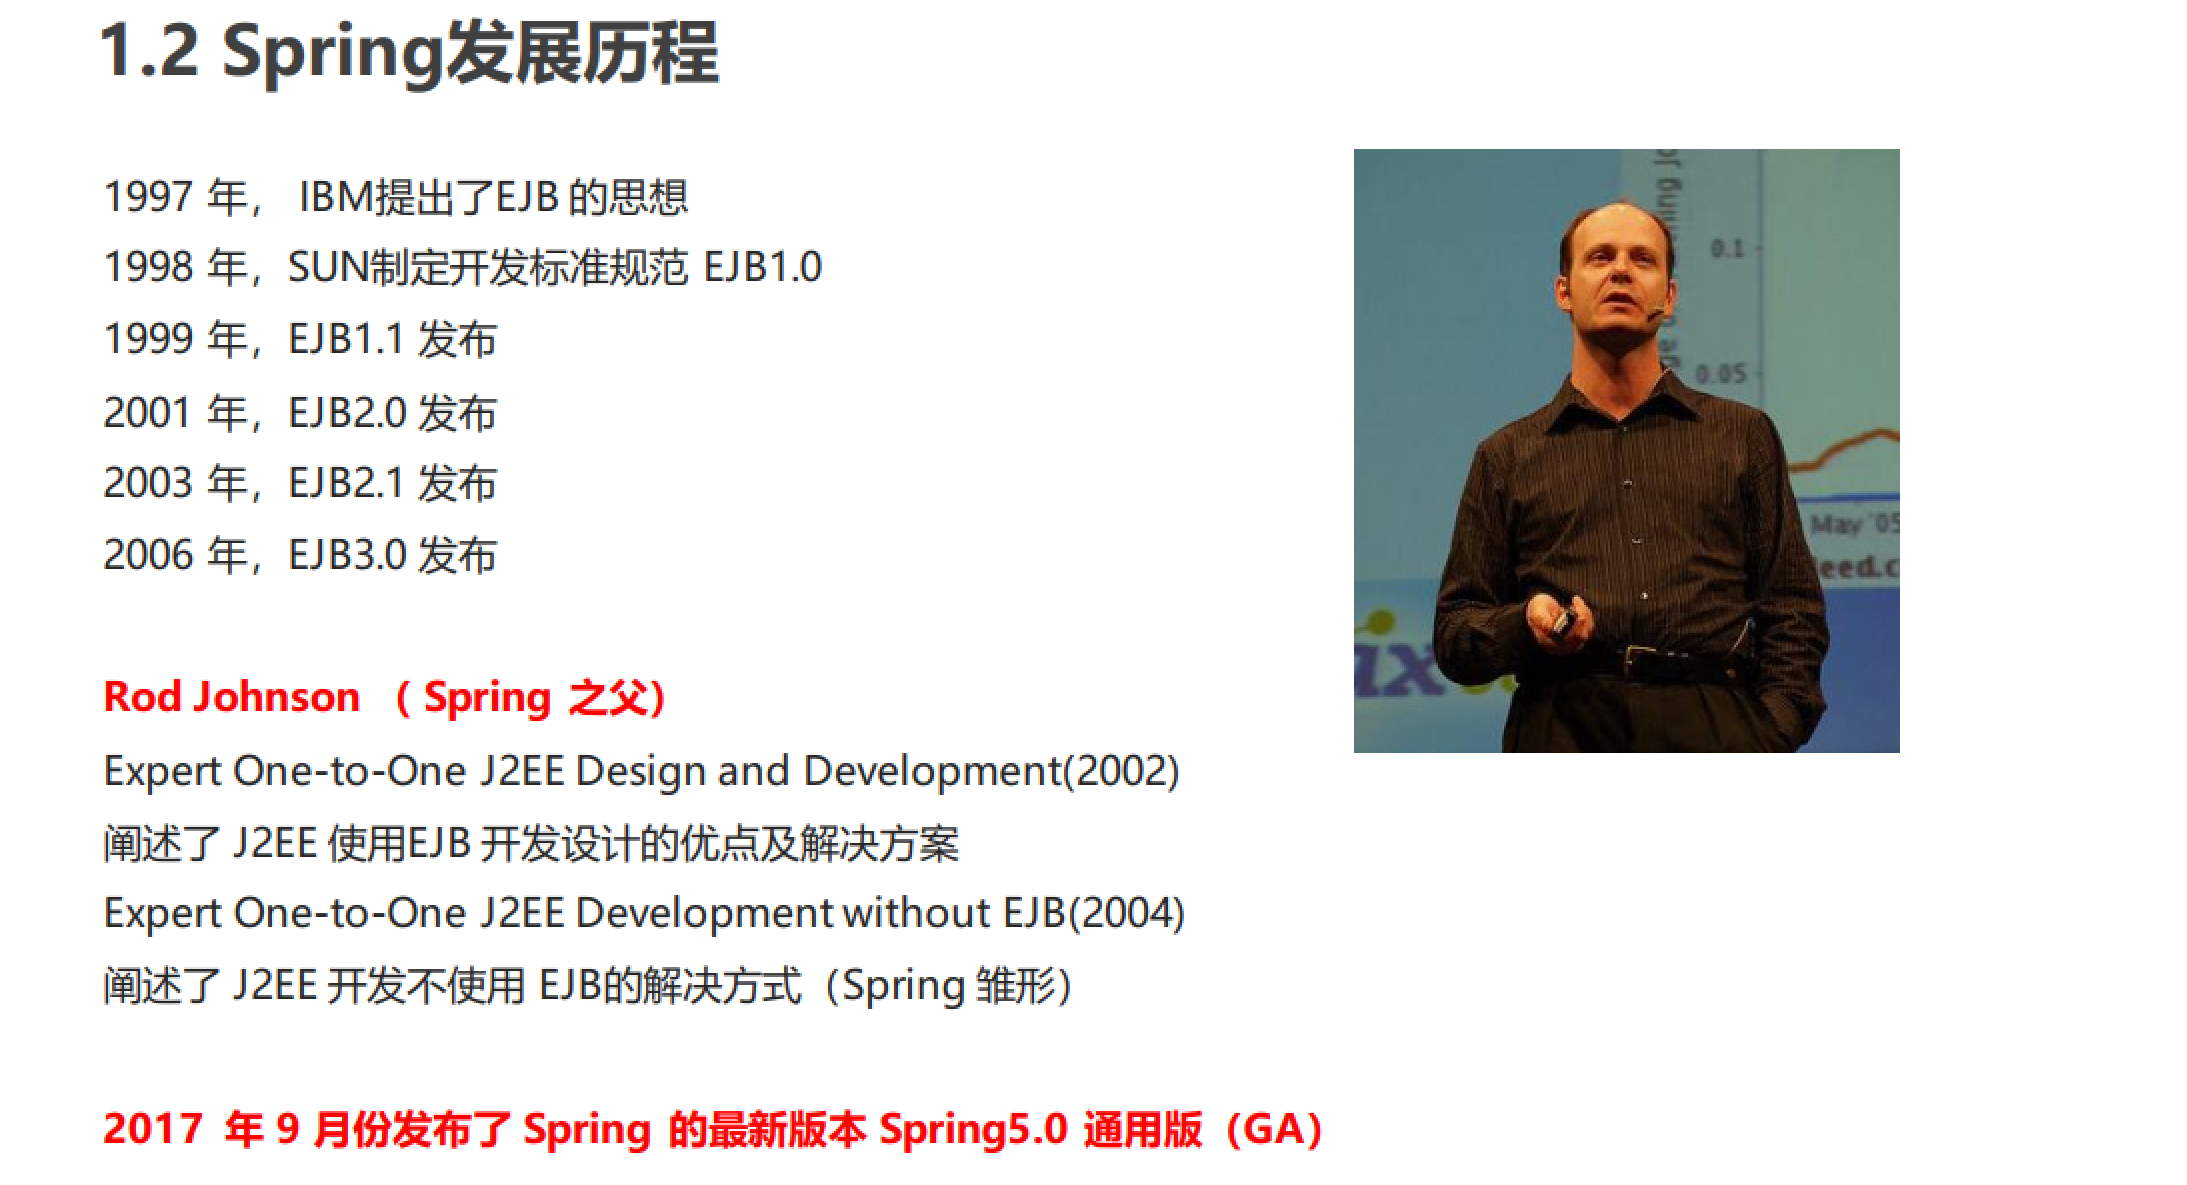 1.2 Spring发展历程
1997 年， IBM提出了EJB 的思想
1998 年，SUN制定开发标准规范 EJB1.0
1999 年，EJB1.1 发布
2001 年，EJB2.0 发布
2003 年，EJB2.1 发布
2006 年，EJB3.0 发布
Rod Johnson （ Spring 之父）
Expert One-to-One J2EE Design and Development(2002)
阐述了 J2EE 使用EJB 开发设计的优点及解决方案
Expert One-to-One J2EE Development without EJB(2004)
阐述了 J2EE 开发不使用 EJB的解决方式（Spring 雏形）
2017 年 9 月份发布了 Spring 的最新版本 Spring5.0 通用版（GA）
0.1
0.05
May '05
eed.c
ax